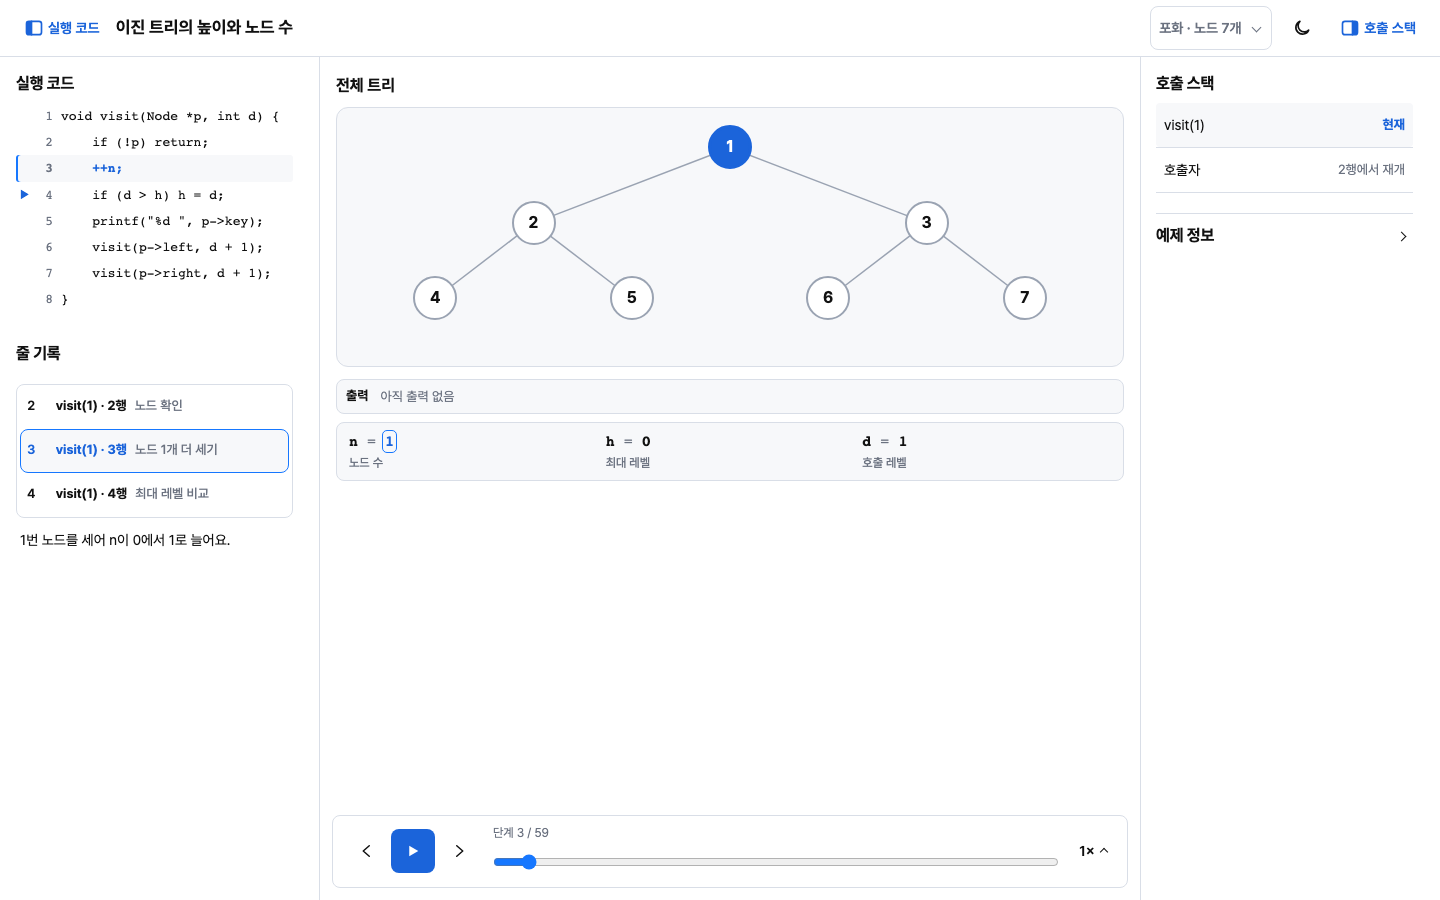 실행 코드
이진 트리의 높이와 노드 수
포화 · 노드 7개
호출 스택
실행 코드
1 void visit(Node *p, int d) {
2 if (!p) return;
3 ++n;
4 if (d > h) h = d;
5 printf("%d ", p->key);
6 visit(p->left, d + 1);
7 visit(p->right, d + 1);
8 }
줄 기록
2 visit(1) · 2행 노드 확인
3 visit(1) · 3행 노드 1개 더 세기
4 visit(1) · 4행 최대 레벨 비교
1번 노드를 세어 n이 0에서 1로 늘어요.
전체 트리
1
2 3
4 5 6 7
출력 아직 출력 없음
n = 1 h = 0 d = 1
노드 수 최대 레벨 호출 레벨
단계 3 / 59
1×
호출 스택
visit(1) 현재
호출자 2행에서 재개
예제 정보